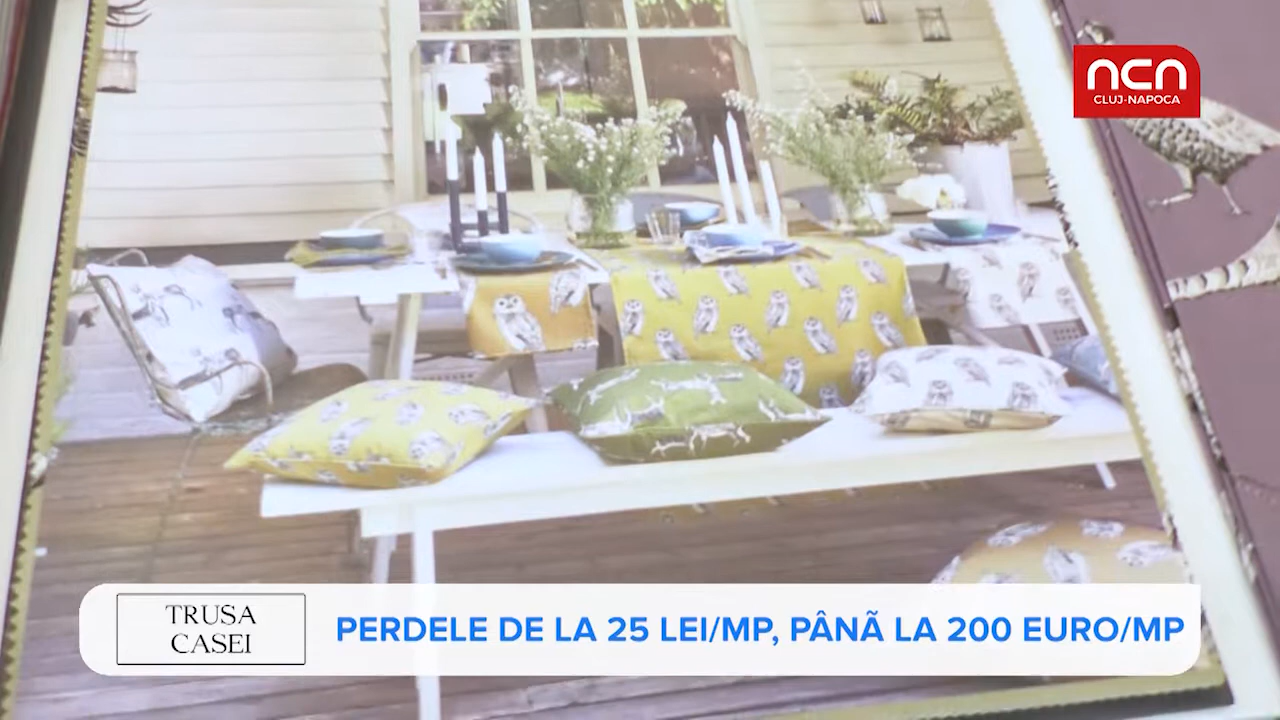 ncn
CLUJ-NAPOCA
TRUSA
CASEI
PERDELE DE LA 25 LEI/MP, PÂNÃ LA 200 EURO/MP